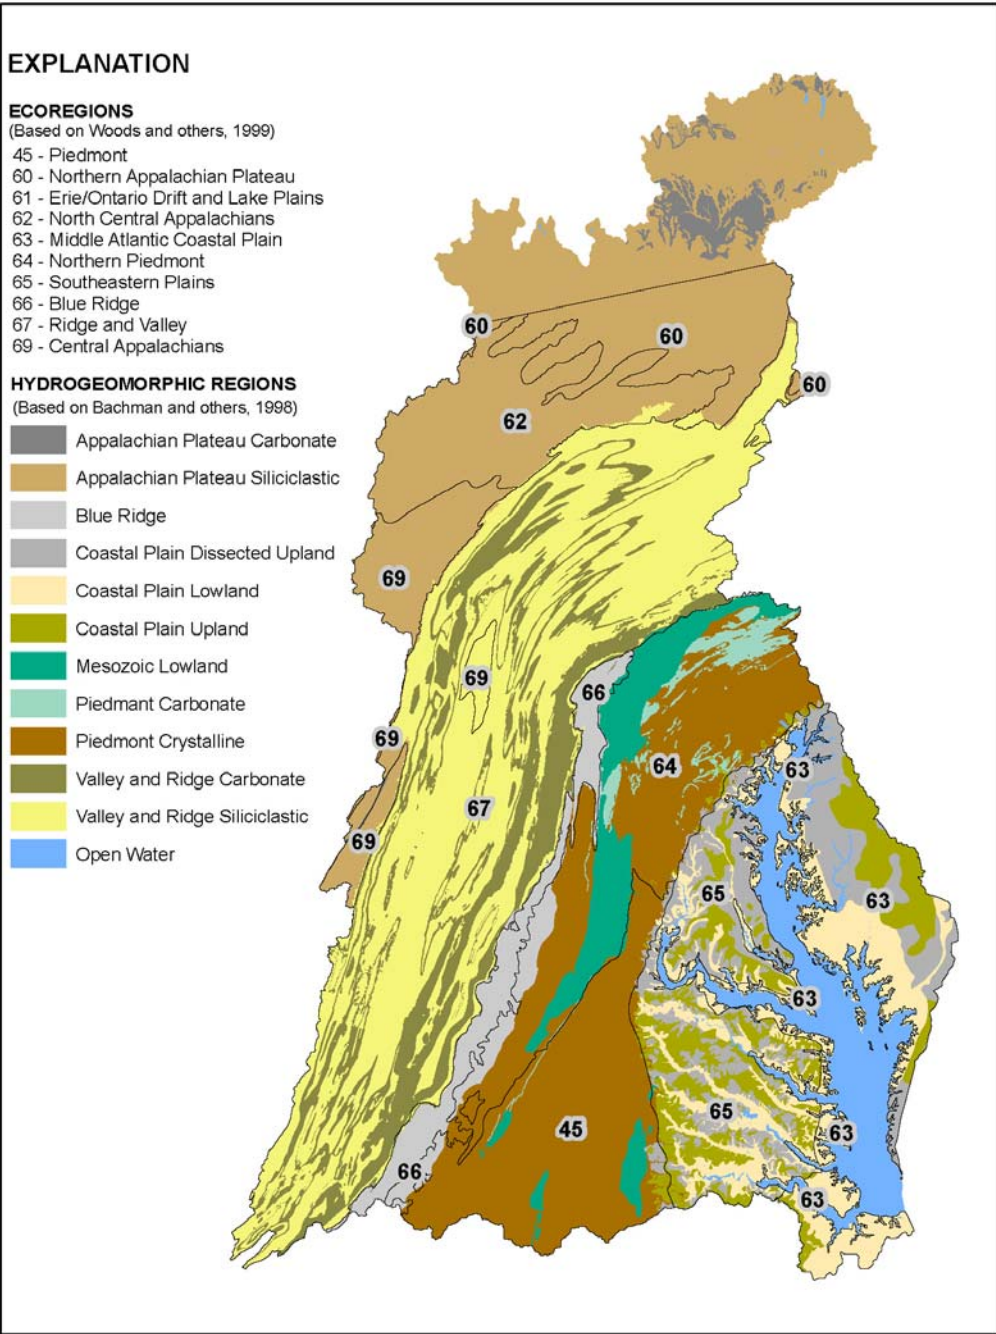 EXPLANATION
ECOREGIONS
(Based on Woods and others, 1999)
45 - Piedmont
60 - Northern Appalachian Plateau
61 - Erie/Ontario Drift and Lake Plains
62 - North Central Appalachians
63 - Middle Atlantic Coastal Plain
64 - Northern Piedmont
65 - Southeastern Plains
66 - Blue Ridge
67 - Ridge and Valley
69 - Central Appalachians
HYDROGEOMORPHIC REGIONS
(Based on Bachman and others, 1998)
Appalachian Plateau Carbonate
Appalachian Plateau Siliciclastic
Blue Ridge
Coastal Plain Dissected Upland
Coastal Plain Lowland
Coastal Plain Upland
Mesozoic Lowland
Piedmant Carbonate
Piedmont Crystalline
Valley and Ridge Carbonate
Valley and Ridge Siliciclastic
Open Water
60
60
60
62
69
69
66
69
64
63
67
69
65
63
63
65
45
63
66
63